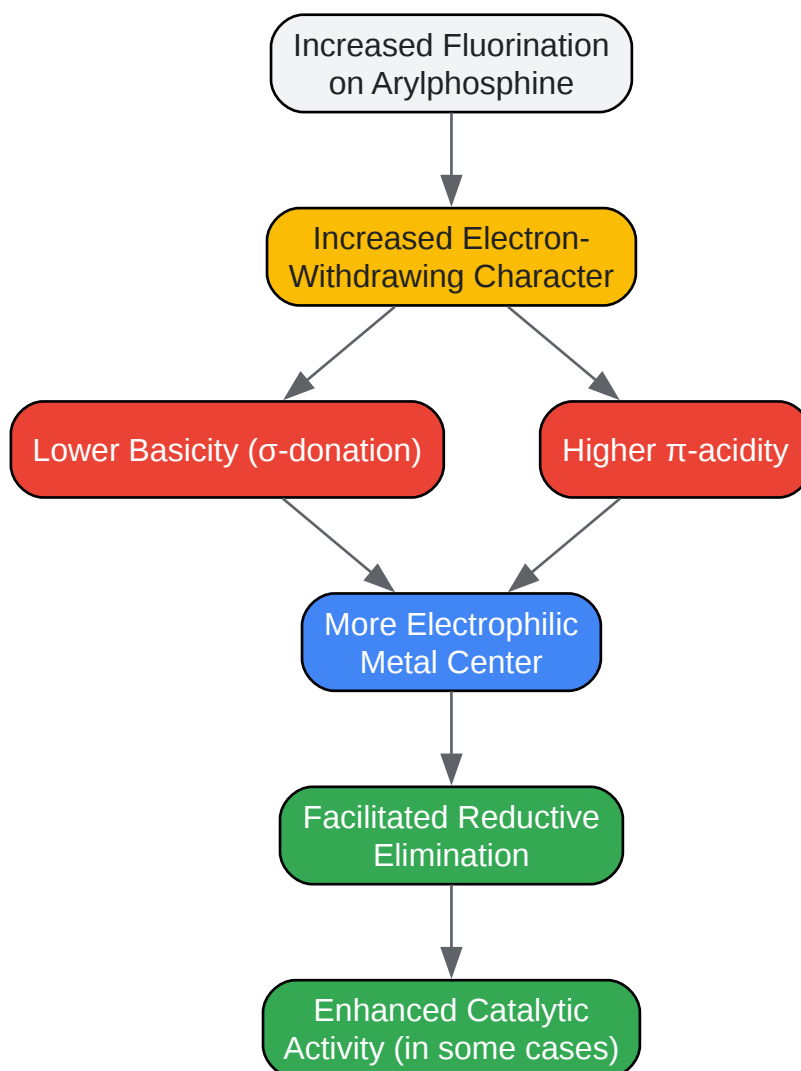 Increased Fluorination
on Arylphosphine
Increased Electron-
Withdrawing Character
Lower Basicity (σ-donation)
Higher π-acidity
More Electrophilic
Metal Center
Facilitated Reductive
Elimination
Enhanced Catalytic
Activity (in some cases)